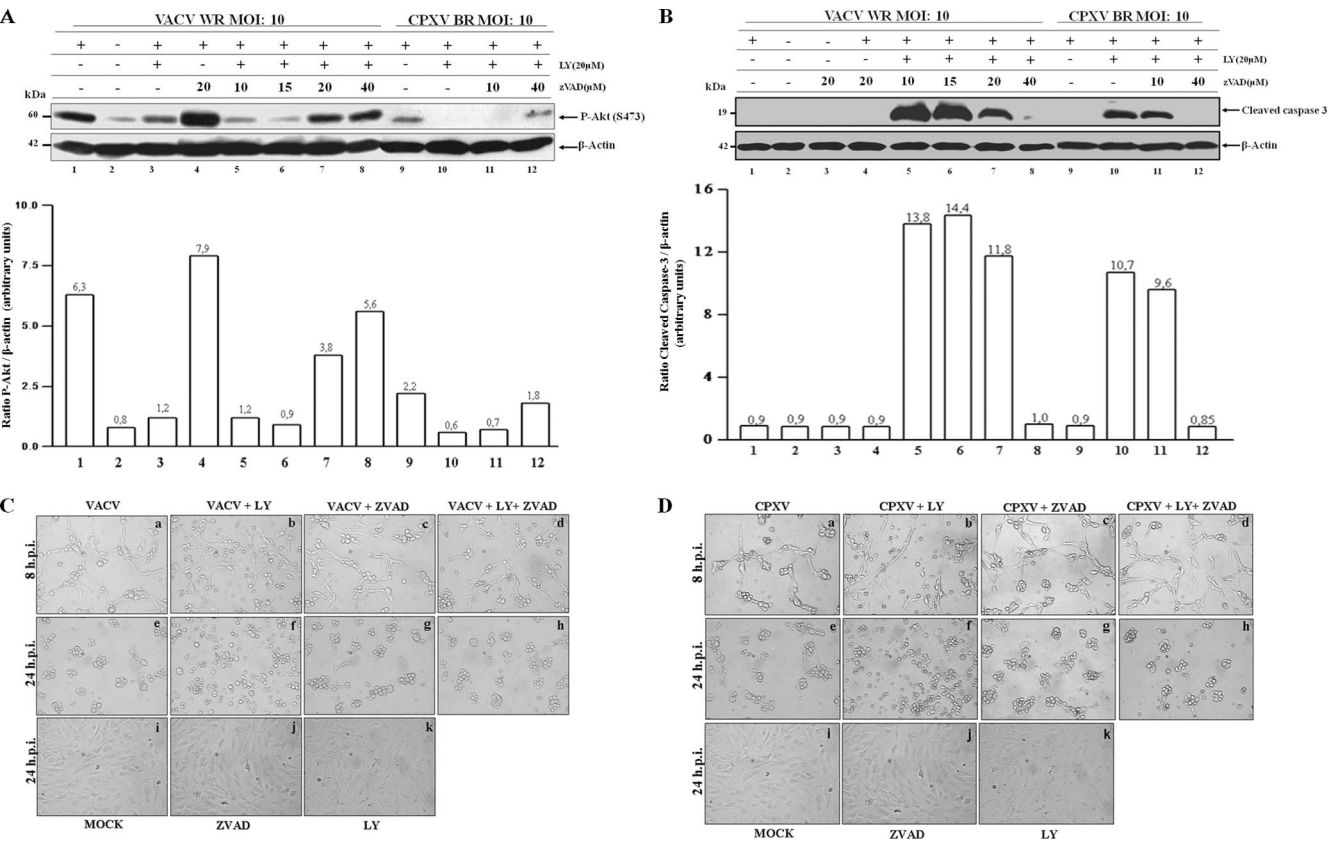 A
VACV WR MOI: 10 CPXV BR MOI: 10
+ - + + + + + + + + + +
- - + - + + + + - + + + LY(20µM)
- - - 20 10 15 20 40 - - 10 40 zVAD(µM)
kDa
60 P-Akt (S473)
42 β-Actin
1 2 3 4 5 6 7 8 9 10 11 12
Ratio P-Akt / β-actin (arbitrary units)
10.0
7.5
5.0
2.5
0.0
6,3 0,8 1,2 7,9 1,2 0,9 3,8 5,6 2,2 0,6 0,7 1,8
1 2 3 4 5 6 7 8 9 10 11 12
B
VACV WR MOI: 10 CPXV BR MOI: 10
+ - - + + + + + + + + +
- - - - + + + + - + + + LY(20µM)
- - 20 20 10 15 20 40 - - 10 40 zVAD(µM)
kDa
19 Cleaved caspase 3
42 β-Actin
1 2 3 4 5 6 7 8 9 10 11 12
Ratio Cleaved Caspase-3 / β-actin
(arbitrary units)
16
12
8
4
0
0,9 0,9 0,9 0,9 13,8 14,4 11,8 1,0 0,9 10,7 9,6 0,85
1 2 3 4 5 6 7 8 9 10 11 12
C
VACV VACV + LY VACV + ZVAD VACV + LY+ ZVAD
8 h.p.i. a b c d
24 h.p.i. e f g h
24 h.p.i. i j k
MOCK ZVAD LY
D
CPXV CPXV + LY CPXV + ZVAD CPXV + LY+ ZVAD
8 h.p.i. a b c d
24 h.p.i. e f g h
24 h.p.i. i j k
MOCK ZVAD LY